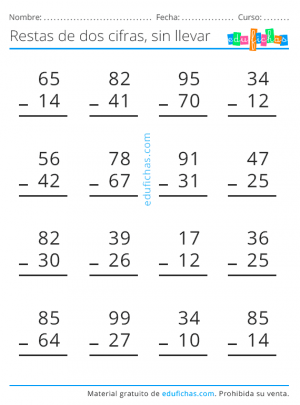 Nombre: ................................ Fecha: .................. Curso: ........
Restas de dos cifras, sin llevar
edufichas
65 82 95 34
– 14 – 41 – 70 – 12
56 78 91 47
– 42 – 67 – 31 – 25
edufichas.com
82 39 17 36
– 30 – 26 – 12 – 25
85 99 34 85
– 64 – 27 – 10 – 14
Material gratuito de edufichas.com. Prohibida su venta.